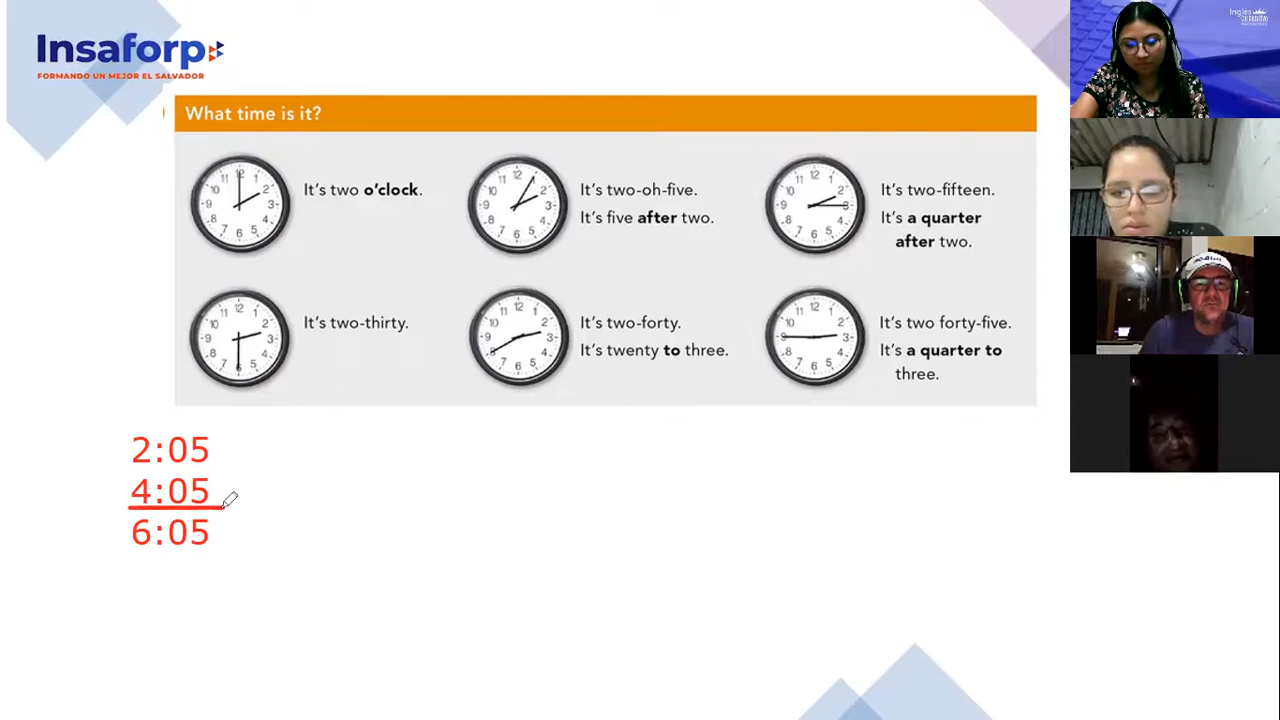 Insaforp
FORMANDO UN MEJOR EL SALVADOR
What time is it?
It's two o'clock.
It's two-oh-five.
It's five after two.
It's two-fifteen.
It's a quarter
after two.
It's two-thirty.
It's two-forty.
It's twenty to three.
It's two forty-five.
It's a quarter to
three.
2:05
4:05
6:05
Inglés